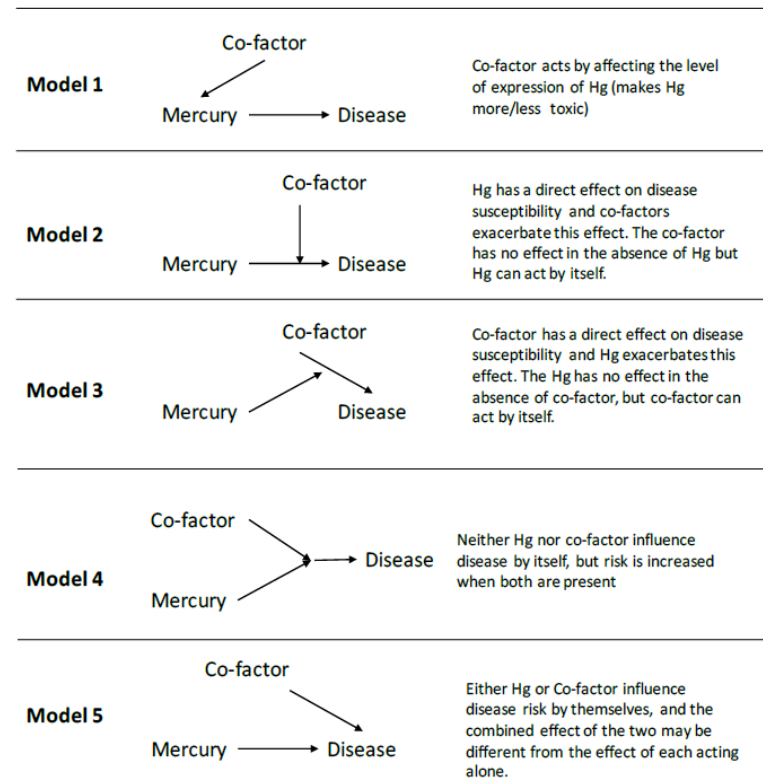 Co-factor
Model 1
Mercury
Disease
Co-factor acts by affecting the level
of expression of Hg (makes Hg
more/less toxic)
Co-factor
Model 2
Mercury
Disease
Hg has a direct effect on disease
susceptibility and co-factors
exacerbate this effect. The co-factor
has no effect in the absence of Hg but
Hg can act by itself.
Co-factor
Model 3
Mercury
Disease
Co-factor has a direct effect on disease
susceptibility and Hg exacerbates this
effect. The Hg has no effect in the
absence of co-factor, but co-factor can
act by itself.
Co-factor
Model 4
Mercury
Disease
Neither Hg nor co-factor influence
disease by itself, but risk is increased
when both are present
Co-factor
Model 5
Mercury
Disease
Either Hg or Co-factor influence
disease risk by themselves, and the
combined effect of the two may be
different from the effect of each acting
alone.